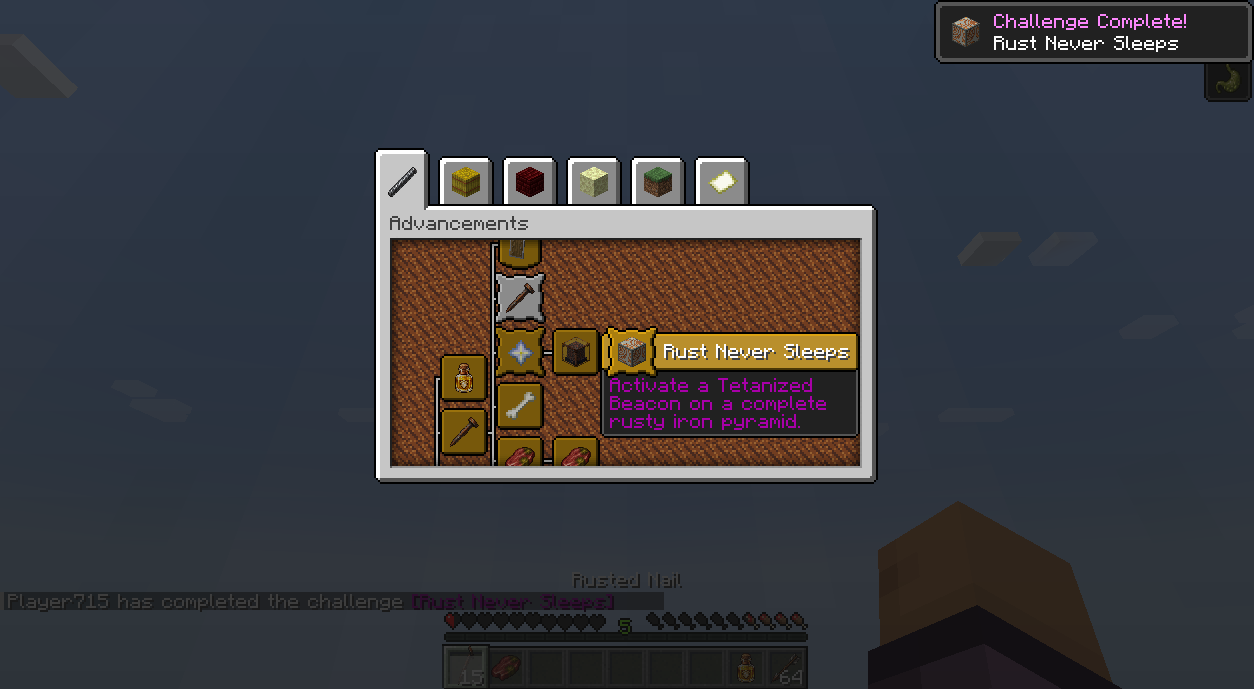 Challenge Complete!
Rust Never Sleeps
Advancements
Rust Never Sleeps
Activate a Tetanized
Beacon on a complete
rusty iron pyramid.
Rusted Nail
Player715 has completed the challenge [Rust Never Sleeps]
5
15
64